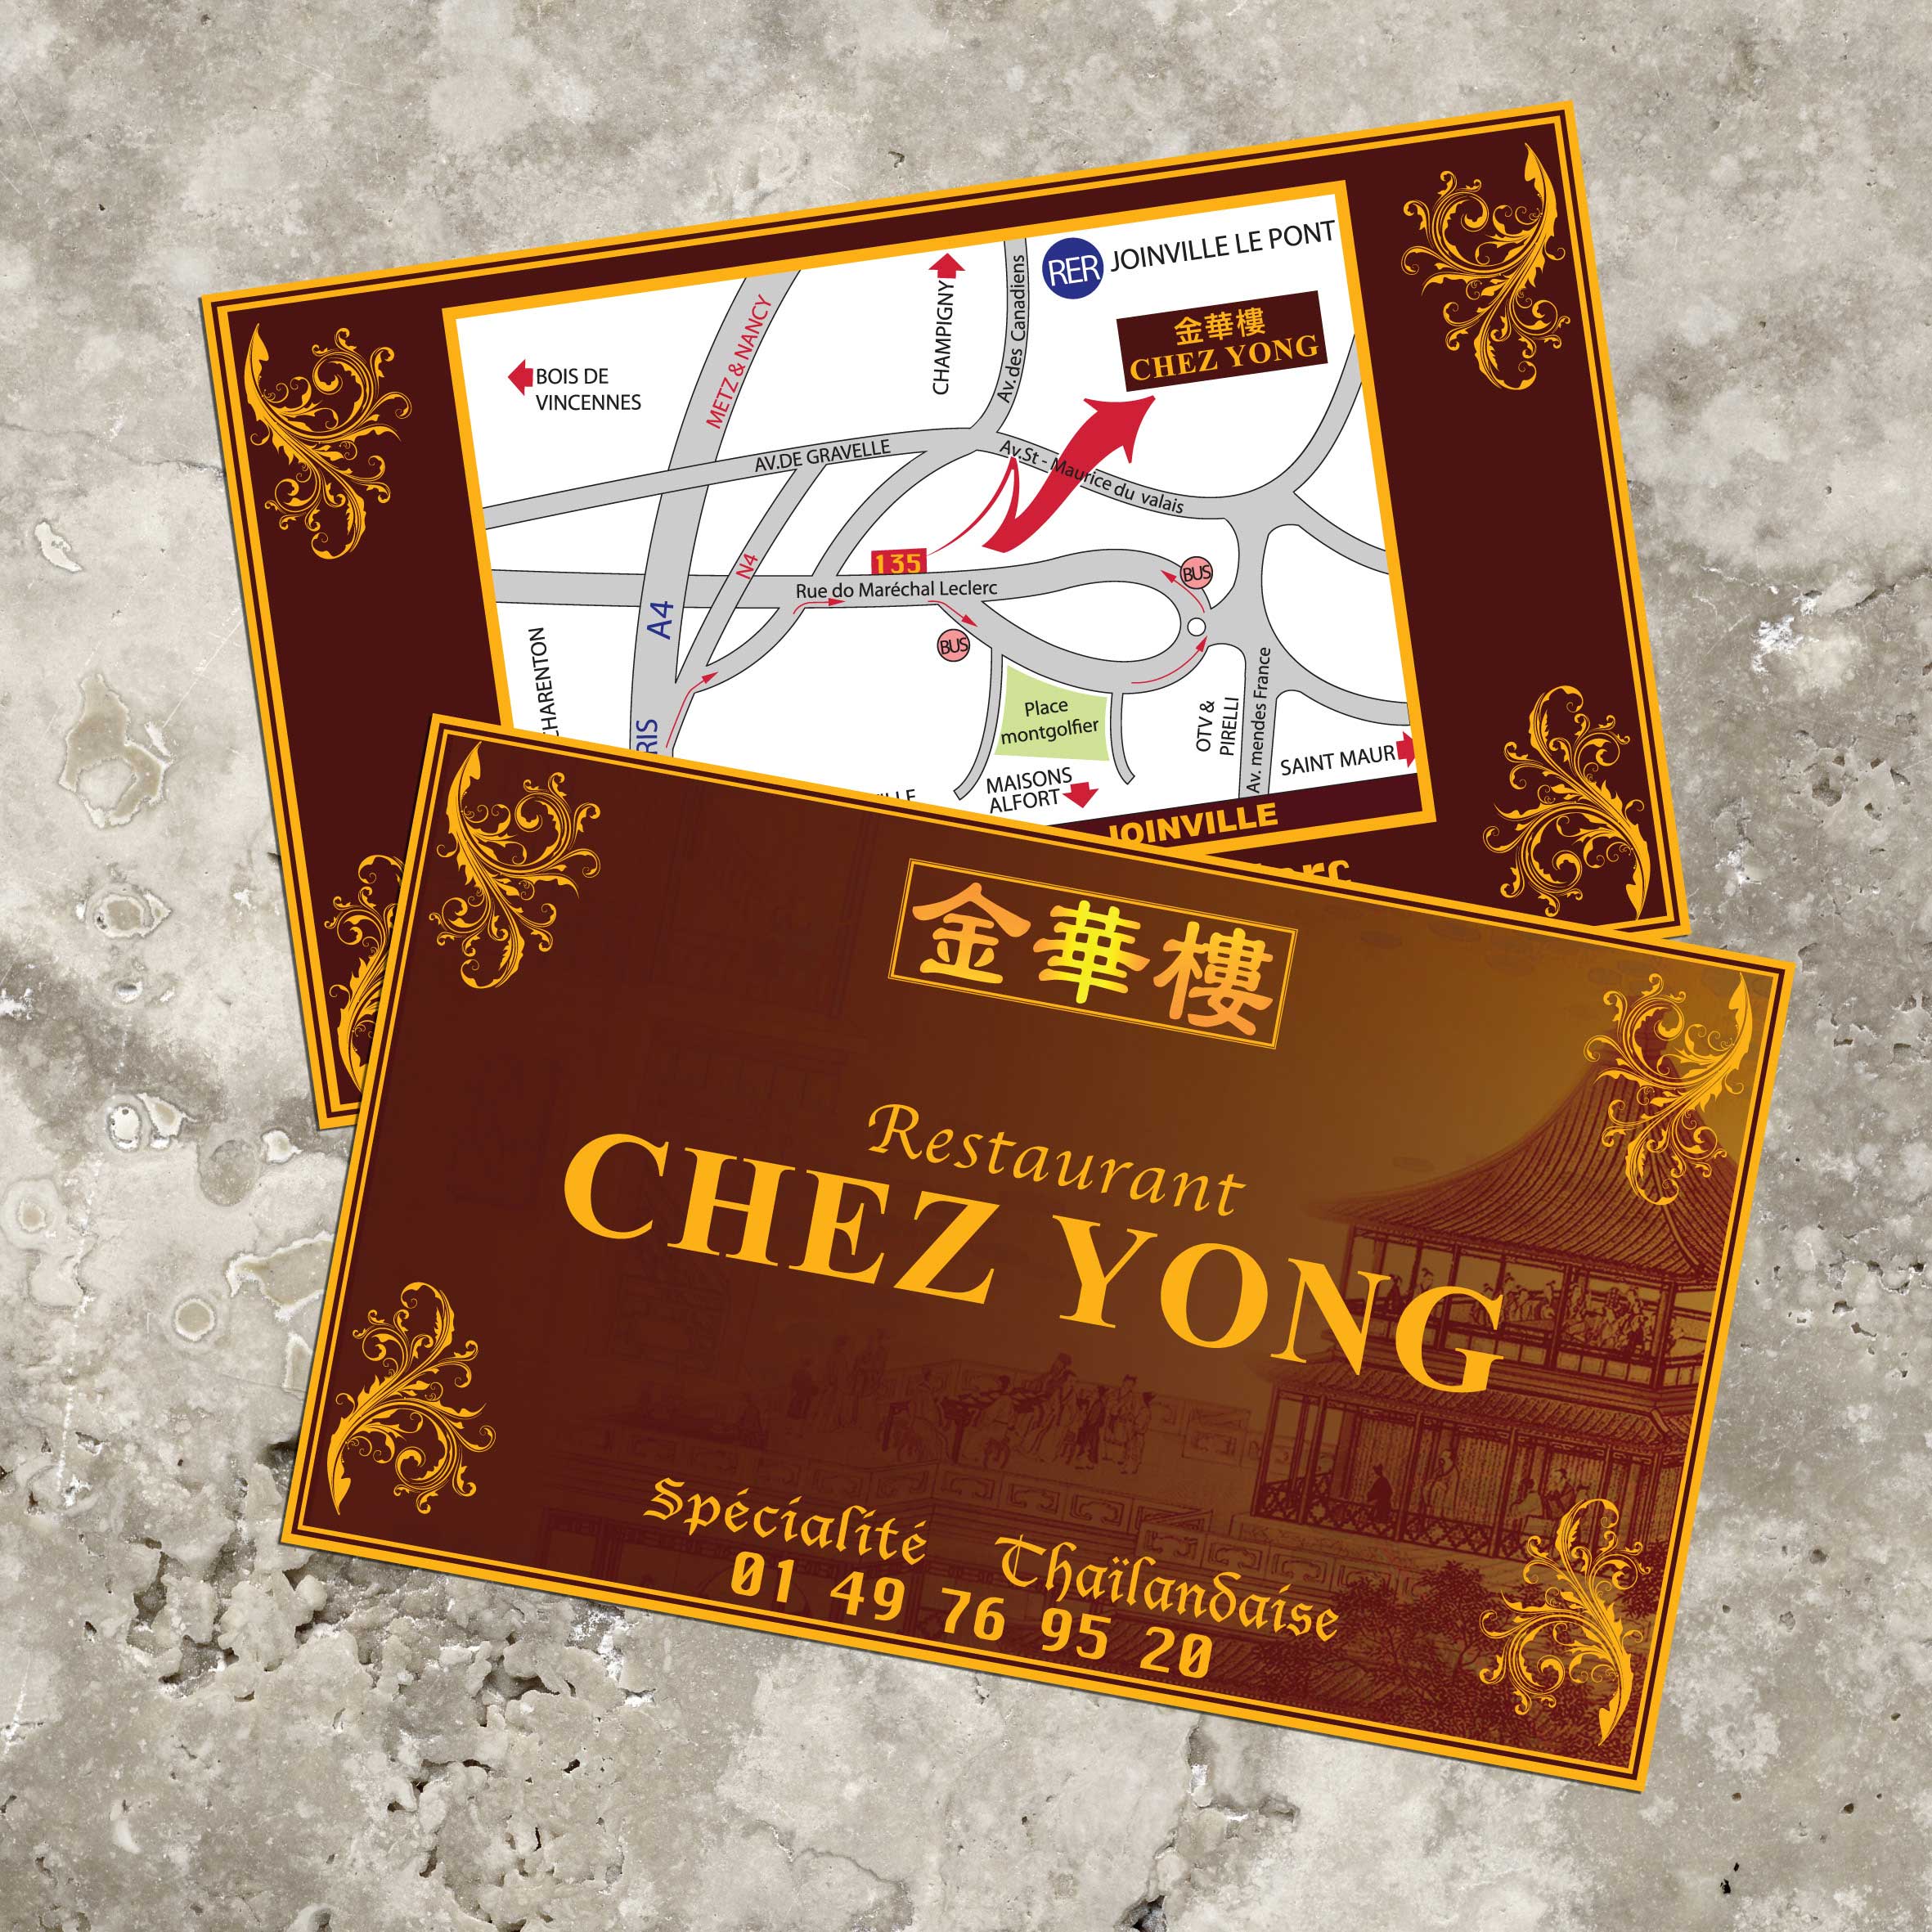 RER JOINVILLE LE PONT
金華樓
CHEZ YONG
CHAMPIGNY
Av.des Canadiens
METZ & NANCY
BOIS DE
VINCENNES
AV.DE GRAVELLE
Av.St - Maurice du valais
135
N4
Rue do Maréchal Leclerc
BUS
A4
BUS
Place
montgolfier
OTV &
PIRELLI
Av. mendes France
SAINT MAUR
MAISONS
ALFORT
JOINVILLE
金華樓
Restaurant
CHEZ YONG
Spécialité Thaïlandaise
01 49 76 95 20